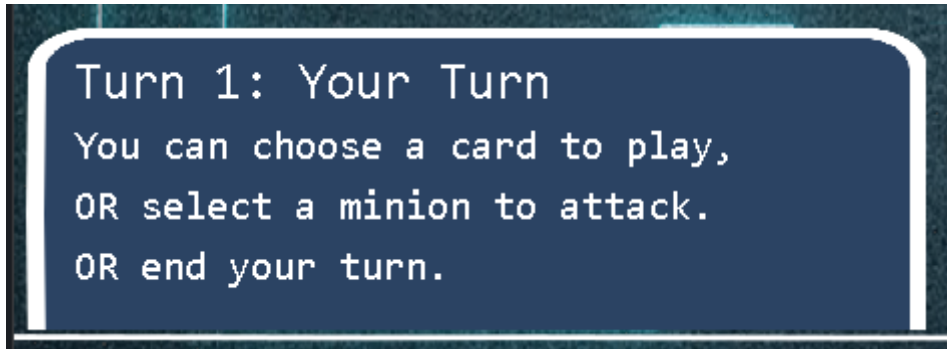 Turn 1: Your Turn
You can choose a card to play,
OR select a minion to attack.
OR end your turn.